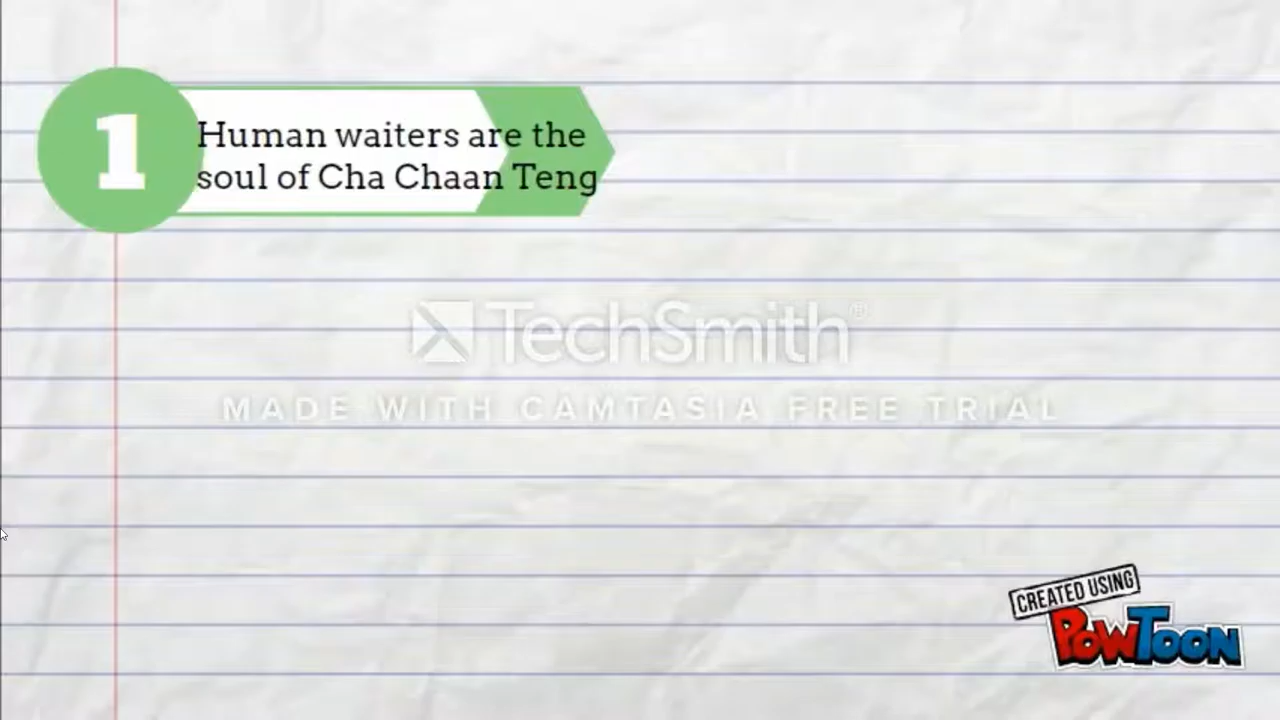 1
Human waiters are the
soul of Cha Chaan Teng
TechSmith®
MADE WITH CAMTASIA FREE TRIAL
CREATED USING
POWTOON